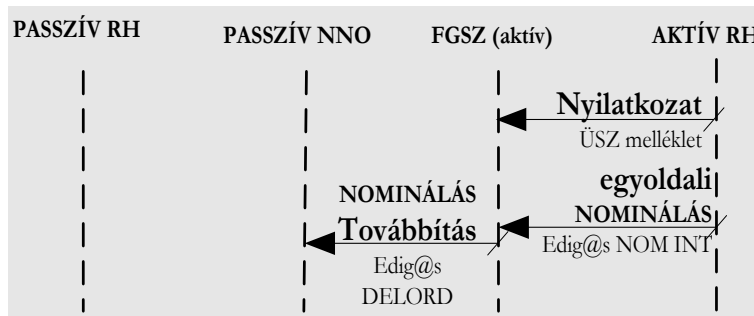 PASSZÍV RH PASSZÍV NNO FGSZ (aktív) AKTÍV RH
Nyilatkozat
ÜSZ melléklet
egyoldali
NOMINÁLÁS
Edig@s NOM INT
NOMINÁLÁS
Továbbítás
Edig@s
DELORD